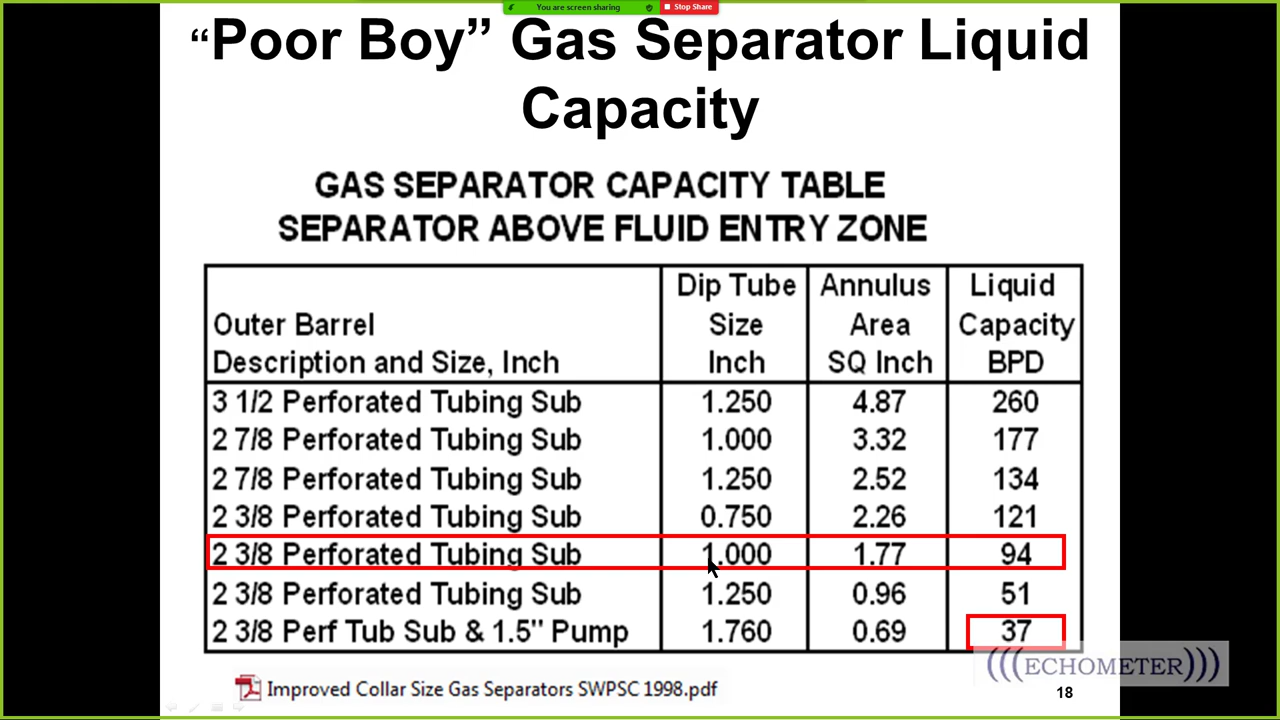 You are screen sharing Stop Share
“Poor Boy” Gas Separator Liquid
Capacity
GAS SEPARATOR CAPACITY TABLE
SEPARATOR ABOVE FLUID ENTRY ZONE
Dip Tube Annulus Liquid
Outer Barrel Size Area Capacity
Description and Size, Inch Inch SQ Inch BPD
3 1/2 Perforated Tubing Sub 1.250 4.87 260
2 7/8 Perforated Tubing Sub 1.000 3.32 177
2 7/8 Perforated Tubing Sub 1.250 2.52 134
2 3/8 Perforated Tubing Sub 0.750 2.26 121
2 3/8 Perforated Tubing Sub 1.000 1.77 94
2 3/8 Perforated Tubing Sub 1.250 0.96 51
2 3/8 Perf Tub Sub & 1.5" Pump 1.760 0.69 37
(((ECHOMETER)))
Improved Collar Size Gas Separators SWPSC 1998.pdf
18